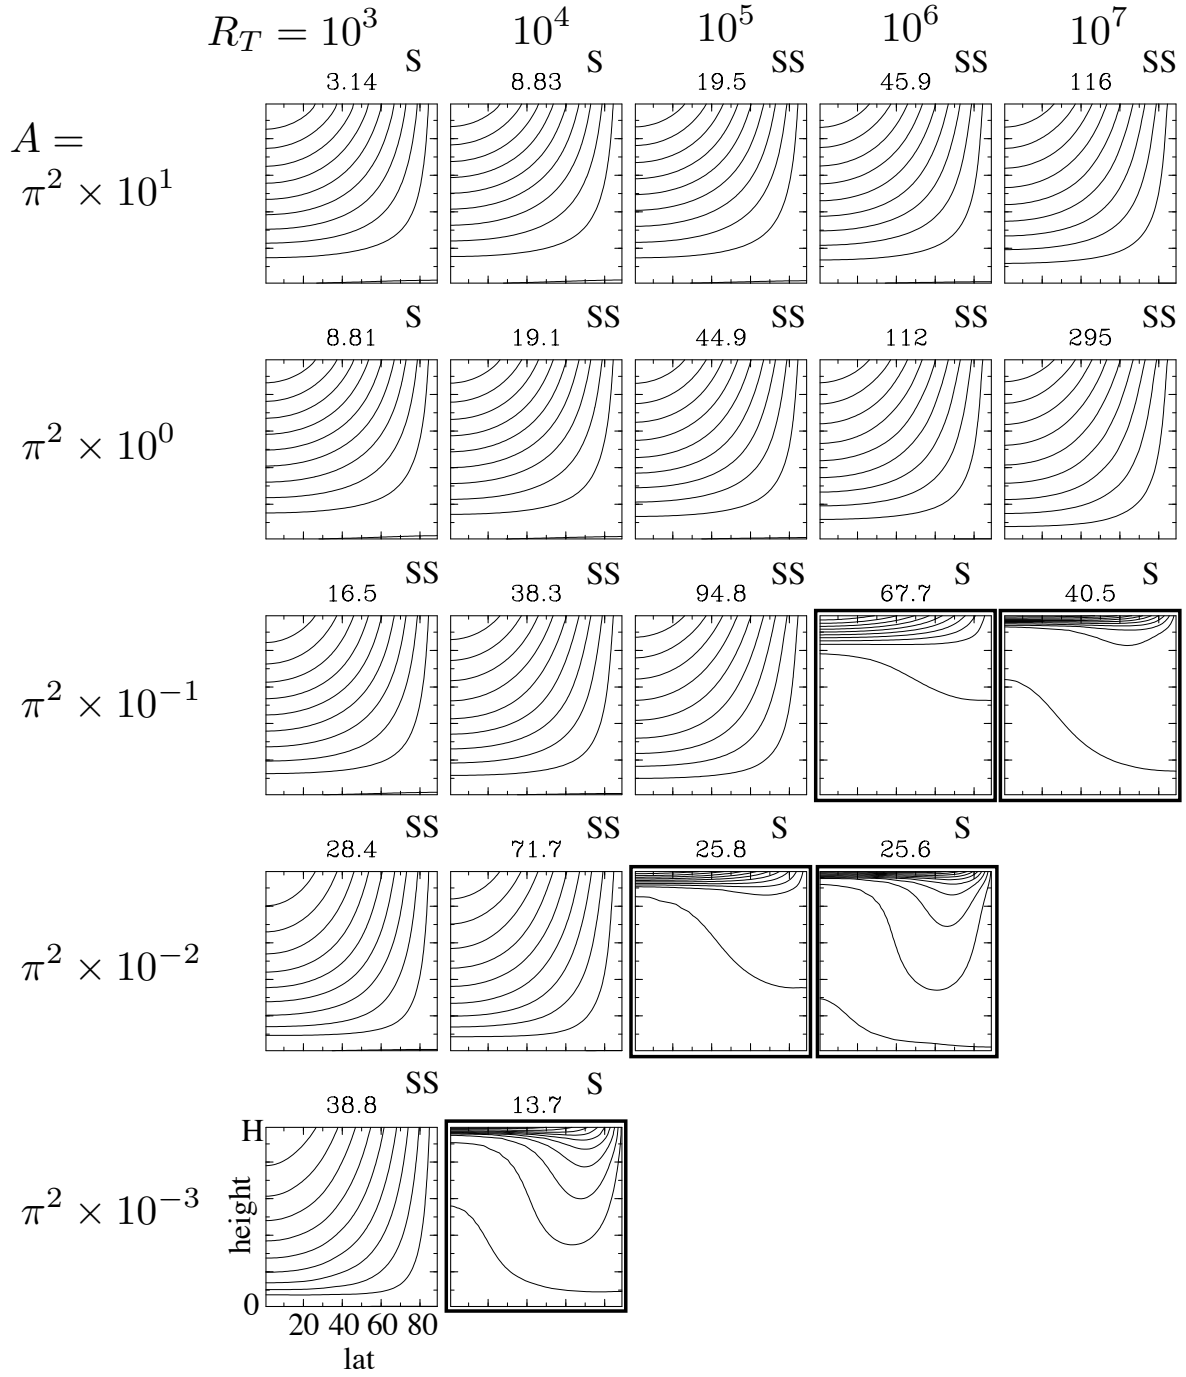 R_T = 10^3 10^4 10^5 10^6 10^7
S S SS SS SS
3.14 8.83 19.5 45.9 116
A =
π^2 × 10^1
S SS SS SS SS
8.81 19.1 44.9 112 295
π^2 × 10^0
SS SS SS S S
16.5 38.3 94.8 67.7 40.5
π^2 × 10^-1
SS SS S S
28.4 71.7 25.8 25.6
π^2 × 10^-2
SS S
38.8 13.7
H
π^2 × 10^-3
height
0
20 40 60 80
lat